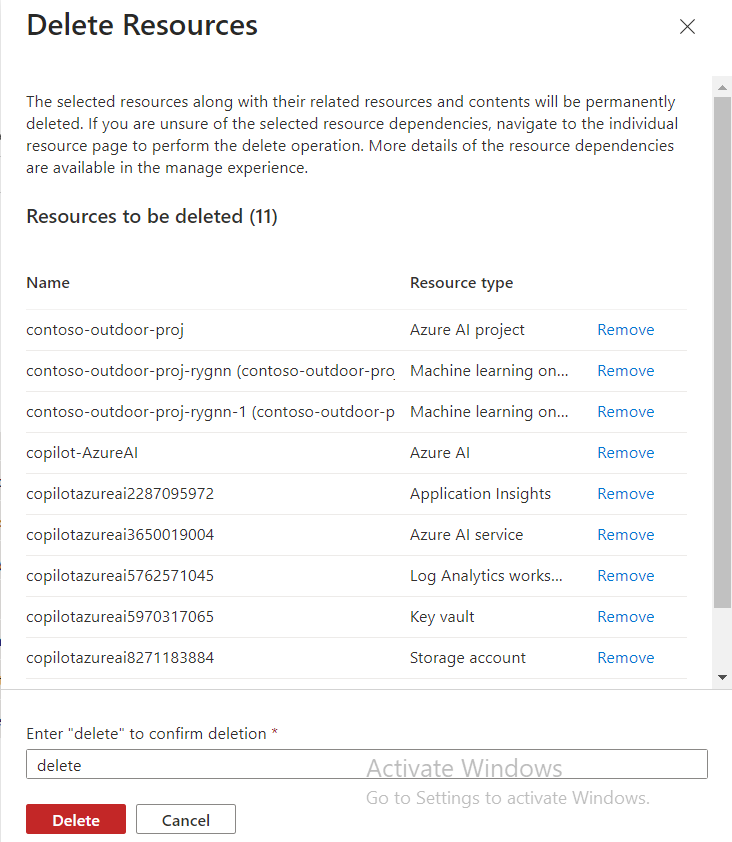 Delete Resources
The selected resources along with their related resources and contents will be permanently
deleted. If you are unsure of the selected resource dependencies, navigate to the individual
resource page to perform the delete operation. More details of the resource dependencies
are available in the manage experience.
Resources to be deleted (11)
Name Resource type
contoso-outdoor-proj Azure AI project Remove
contoso-outdoor-proj-rygnn (contoso-outdoor-proj Machine learning on... Remove
contoso-outdoor-proj-rygnn-1 (contoso-outdoor-p Machine learning on... Remove
copilot-AzureAI Azure AI Remove
copilotazureai2287095972 Application Insights Remove
copilotazureai3650019004 Azure AI service Remove
copilotazureai5762571045 Log Analytics works... Remove
copilotazureai5970317065 Key vault Remove
copilotazureai8271183884 Storage account Remove
Enter "delete" to confirm deletion *
delete
Activate Windows
Go to Settings to activate Windows.
Delete Cancel